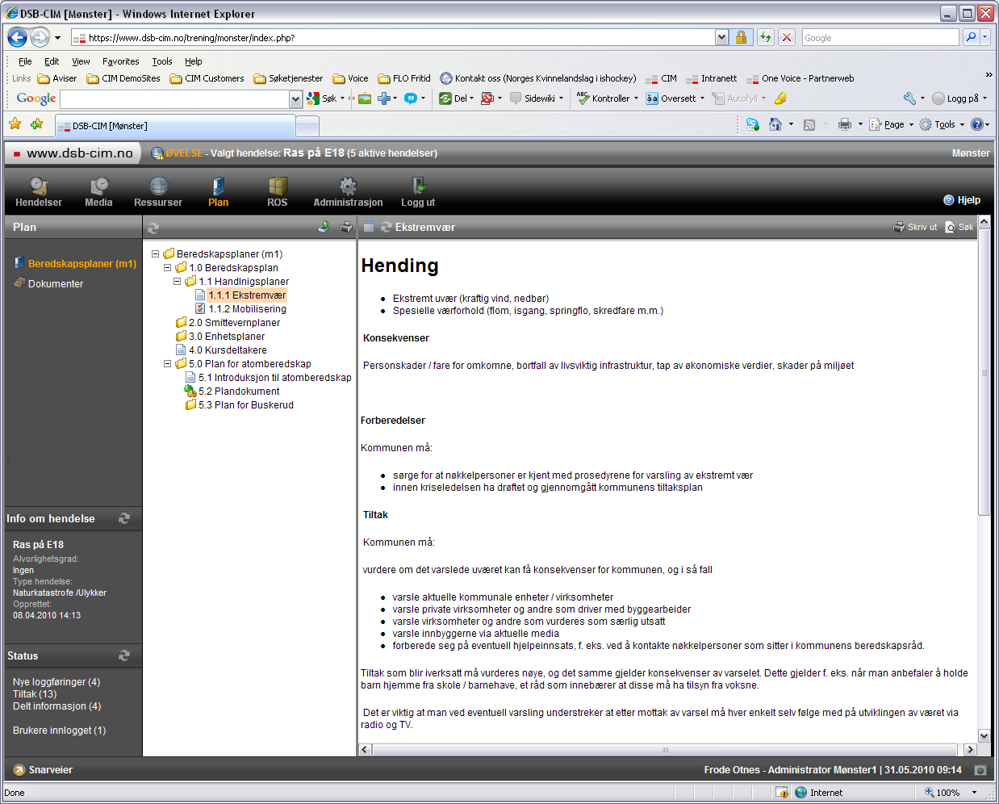 DSB-CIM [Mønster] - Windows Internet Explorer
https://www.dsb-cim.no/trening/monster/index.php?
Google
File Edit View Favorites Tools Help
Links Aviser CIM DemoSites CIM Customers Søketjenester Voice FLO Fritid Kontakt oss (Norges Kvinnelandslag i ishockey) CIM Intranett One Voice - Partnerweb
Google Søk Del Sidewiki Kontroller Oversett Autofyll Logg på
DSB-CIM [Mønster] Page Tools
www.dsb-cim.no ØVELSE - Valgt hendelse: Ras på E18 (5 aktive hendelser) Mønster
Hendelser Media Ressurser Plan ROS Administrasjon Logg ut Hjelp
Plan
Beredskapsplaner (m1)
Dokumenter
Info om hendelse
Ras på E18
Alvorlighetsgrad:
Ingen
Type hendelse:
Naturkatastrofe /Ulykker
Opprettet:
08.04.2010 14:13
Status
Nye loggføringer (4)
Tiltak (13)
Delt informasjon (4)
Brukere innlogget (1)
Beredskapsplaner (m1)
1.0 Beredskapsplan
1.1 Handlnigsplaner
1.1.1 Ekstremvær
1.1.2 Mobilisering
2.0 Smittevernplaner
3.0 Enhetsplaner
4.0 Kursdeltakere
5.0 Plan for atomberedskap
5.1 Introduksjon til atomberedskap
5.2 Plandokument
5.3 Plan for Buskerud
Ekstremvær Skriv ut Søk
Hending
• Ekstremt uvær (kraftig vind, nedbør)
• Spesielle værforhold (flom, isgang, springflo, skredfare m.m.)
Konsekvenser
Personskader / fare for omkomne, bortfall av livsviktig infrastruktur, tap av økonomiske verdier, skader på miljøet
Forberedelser
Kommunen må:
• sørge for at nøkkelpersoner er kjent med prosedyrene for varsling av ekstremt vær
• innen kriseledelsen ha drøftet og gjennomgått kommunens tiltaksplan
Tiltak
Kommunen må:
vurdere om det varslede uværet kan få konsekvenser for kommunen, og i så fall
• varsle aktuelle kommunale enheter / virksomheter
• varsle private virksomheter og andre som driver med byggearbeider
• varsle virksomheter og andre som vurderes som særlig utsatt
• varsle innbyggerne via aktuelle media
• forberede seg på eventuell hjelpeinnsats, f. eks. ved å kontakte nøkkelpersoner som sitter i kommunens beredskapsråd.
Tiltak som blir iverksatt må vurderes nøye, og det samme gjelder konsekvenser av varselet. Dette gjelder f. eks. når man anbefaler å holde
barn hjemme fra skole / barnehave, et råd som innebærer at disse må ha tilsyn fra voksne.
Det er viktig at man ved eventuell varsling understreker at etter mottak av varsel må hver enkelt selv følge med på utviklingen av været via
radio og TV.
Snarveier Frode Otnes - Administrator Mønster1 | 31.05.2010 09:14
Done Internet 100%